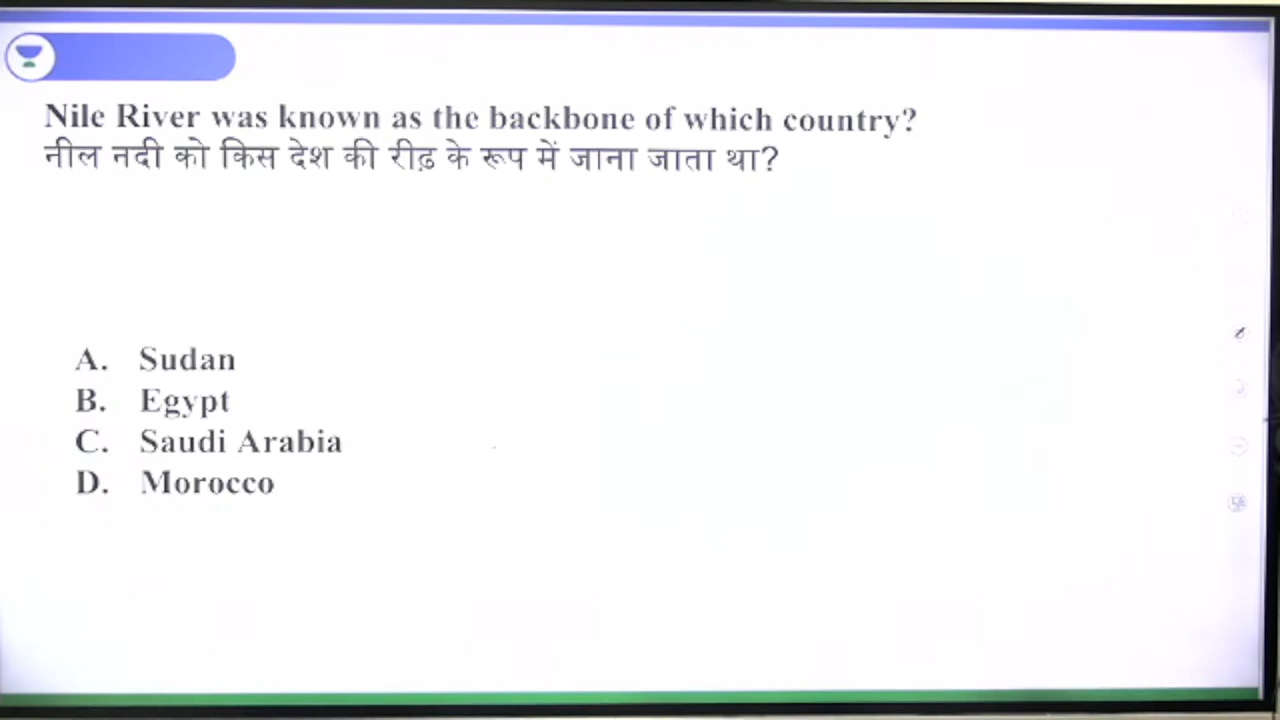 Nile River was known as the backbone of which country?
नील नदी को किस देश की रीढ़ के रूप में जाना जाता था?
A. Sudan
B. Egypt
C. Saudi Arabia
D. Morocco